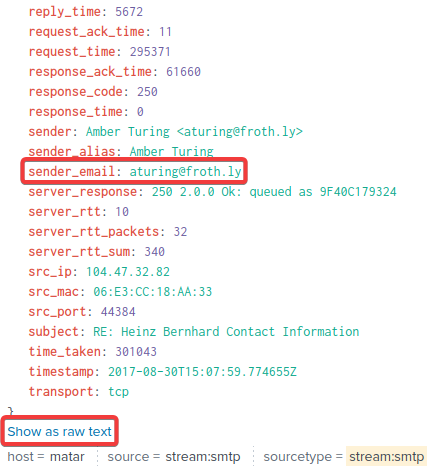 reply_time: 5672
request_ack_time: 11
request_time: 295371
response_ack_time: 61660
response_code: 250
response_time: 0
sender: Amber Turing <aturing@froth.ly>
sender_alias: Amber Turing
sender_email: aturing@froth.ly
server_response: 250 2.0.0 Ok: queued as 9F40C179324
server_rtt: 10
server_rtt_packets: 32
server_rtt_sum: 340
src_ip: 104.47.32.82
src_mac: 06:E3:CC:18:AA:33
src_port: 44384
subject: RE: Heinz Bernhard Contact Information
time_taken: 301043
timestamp: 2017-08-30T15:07:59.774655Z
transport: tcp
}
Show as raw text
host = matar source = stream:smtp sourcetype = stream:smtp